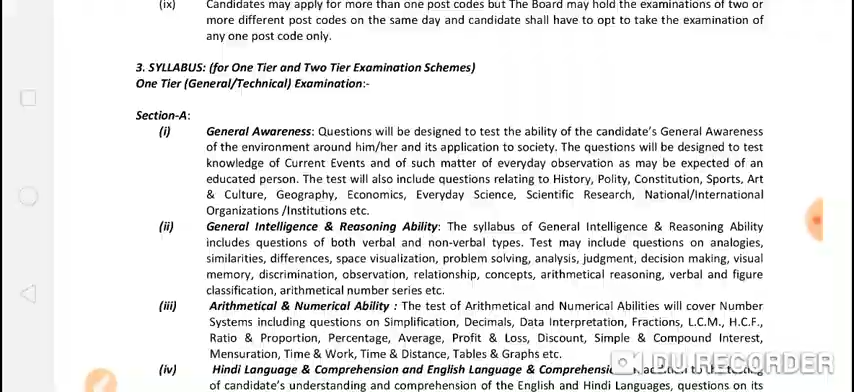 (ix) Candidates may apply for more than one post codes but The Board may hold the examinations of two or
more different post codes on the same day and candidate shall have to opt to take the examination of
any one post code only.
3. SYLLABUS: (for One Tier and Two Tier Examination Schemes)
One Tier (General/Technical) Examination:-
Section-A:
(i) General Awareness: Questions will be designed to test the ability of the candidate's General Awareness
of the environment around him/her and its application to society. The questions will be designed to test
knowledge of Current Events and of such matter of everyday observation as may be expected of an
educated person. The test will also include questions relating to History, Polity, Constitution, Sports, Art
& Culture, Geography, Economics, Everyday Science, Scientific Research, National/International
Organizations /Institutions etc.
(ii) General Intelligence & Reasoning Ability: The syllabus of General Intelligence & Reasoning Ability
includes questions of both verbal and non-verbal types. Test may include questions on analogies,
similarities, differences, space visualization, problem solving, analysis, judgment, decision making, visual
memory, discrimination, observation, relationship, concepts, arithmetical reasoning, verbal and figure
classification, arithmetical number series etc.
(iii) Arithmetical & Numerical Ability : The test of Arithmetical and Numerical Abilities will cover Number
Systems including questions on Simplification, Decimals, Data Interpretation, Fractions, L.C.M., H.C.F.,
Ratio & Proportion, Percentage, Average, Profit & Loss, Discount, Simple & Compound Interest,
Mensuration, Time & Work, Time & Distance, Tables & Graphs etc.
(iv) Hindi Language & Comprehension and English Language & Comprehension
DU RECORDER
of candidate's understanding and comprehension of the English and Hindi Languages, questions on its